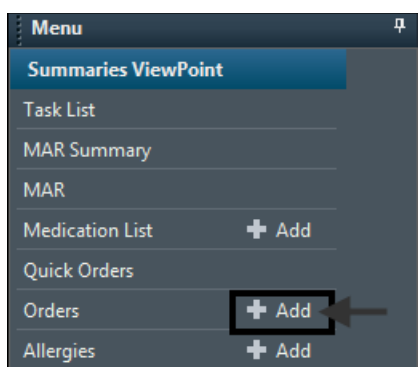 Menu
Summaries ViewPoint
Task List
MAR Summary
MAR
Medication List + Add
Quick Orders
Orders + Add
Allergies + Add